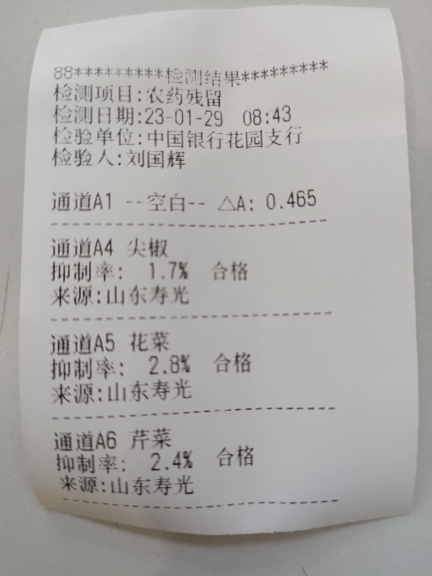 88*********检测结果*********
检测项目:农药残留
检测日期:23-01-29 08:43
检验单位:中国银行花园支行
检验人:刘国辉
通道A1 --空白-- △A: 0.465
通道A4 尖椒
抑制率: 1.7% 合格
来源:山东寿光
通道A5 花菜
抑制率: 2.8% 合格
来源:山东寿光
通道A6 芹菜
抑制率: 2.4% 合格
来源:山东寿光